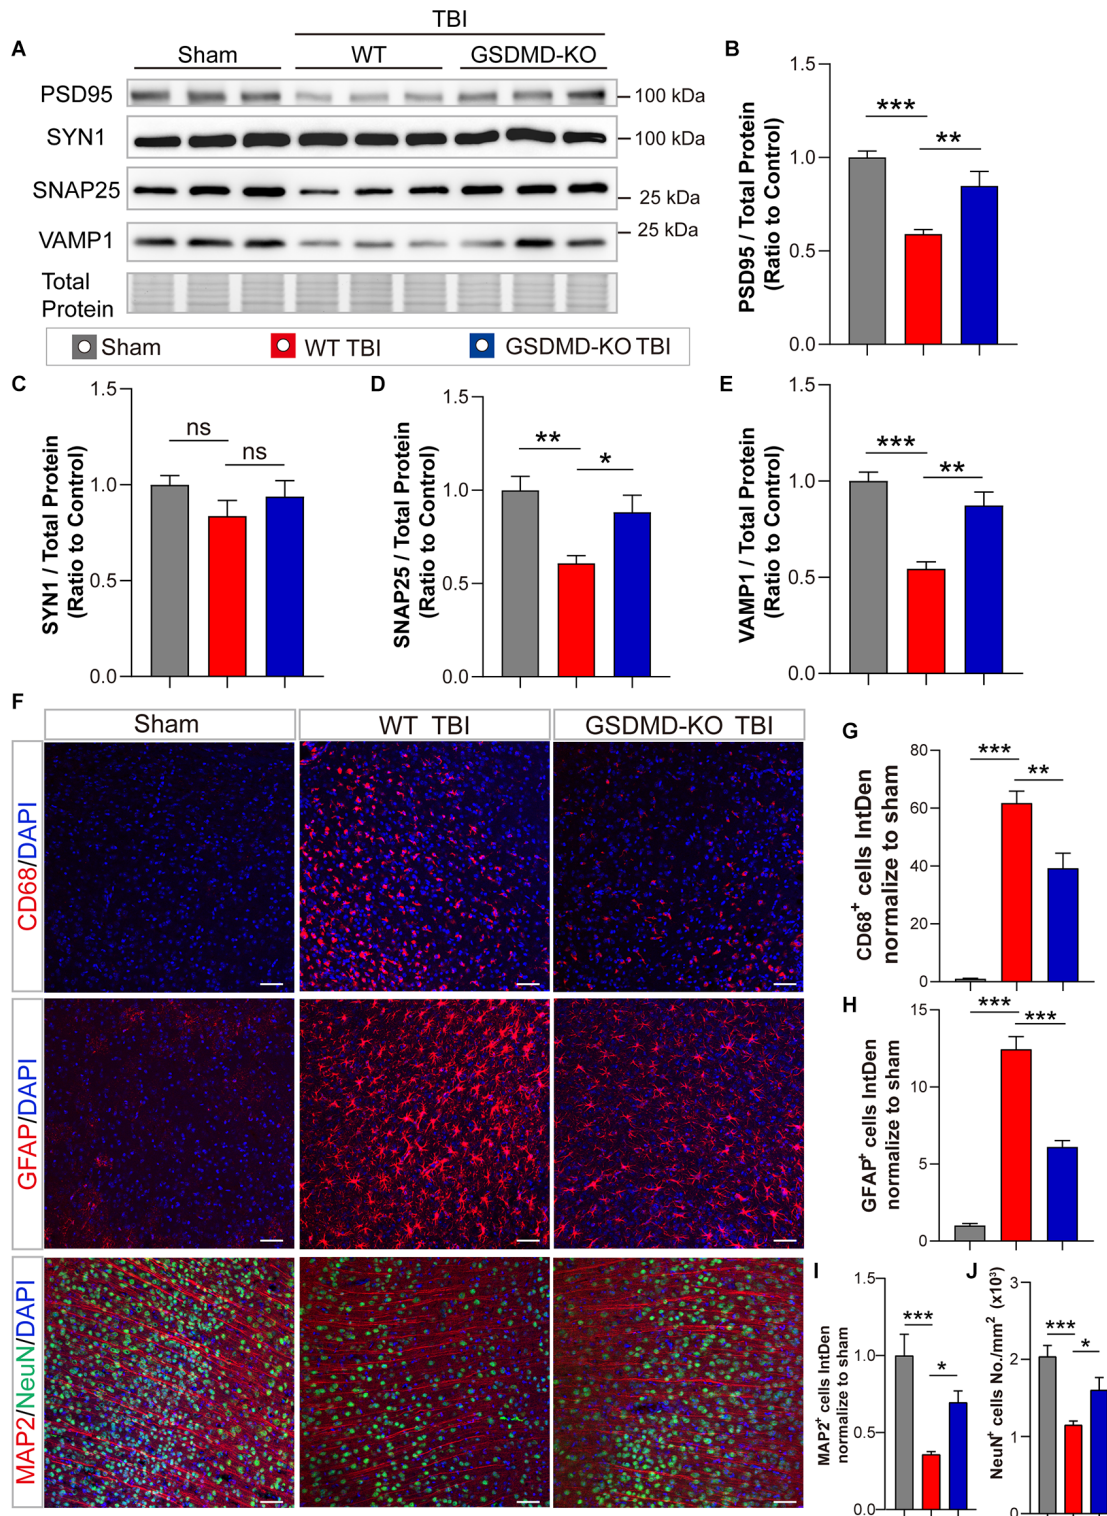 TBI
A
Sham
WT
GSDMD-KO
PSD95
100 kDa
SYN1
100 kDa
SNAP25
25 kDa
VAMP1
25 kDa
Total
Protein
B
PSD95 / Total Protein
(Ratio to Control)
1.5
1.0
0.5
0.0
***
**
Sham
WT TBI
GSDMD-KO TBI
C
SYN1 / Total Protein
(Ratio to Control)
1.5
1.0
0.5
0.0
ns
ns
D
SNAP25 / Total Protein
(Ratio to Control)
1.5
1.0
0.5
0.0
**
*
E
VAMP1 / Total Protein
(Ratio to Control)
1.5
1.0
0.5
0.0
***
**
F
Sham
WT TBI
GSDMD-KO TBI
CD68/DAPI
GFAP/DAPI
MAP2/NeuN/DAPI
G
CD68+ cells IntDen
normalize to sham
80
60
40
20
0
***
**
H
GFAP+ cells IntDen
normalize to sham
15
10
5
0
***
***
I
MAP2+ cells IntDen
normalize to sham
1.5
1.0
0.5
0.0
***
*
J
NeuN+ cells No./mm² (x10³)
3
2
1
0
***
*